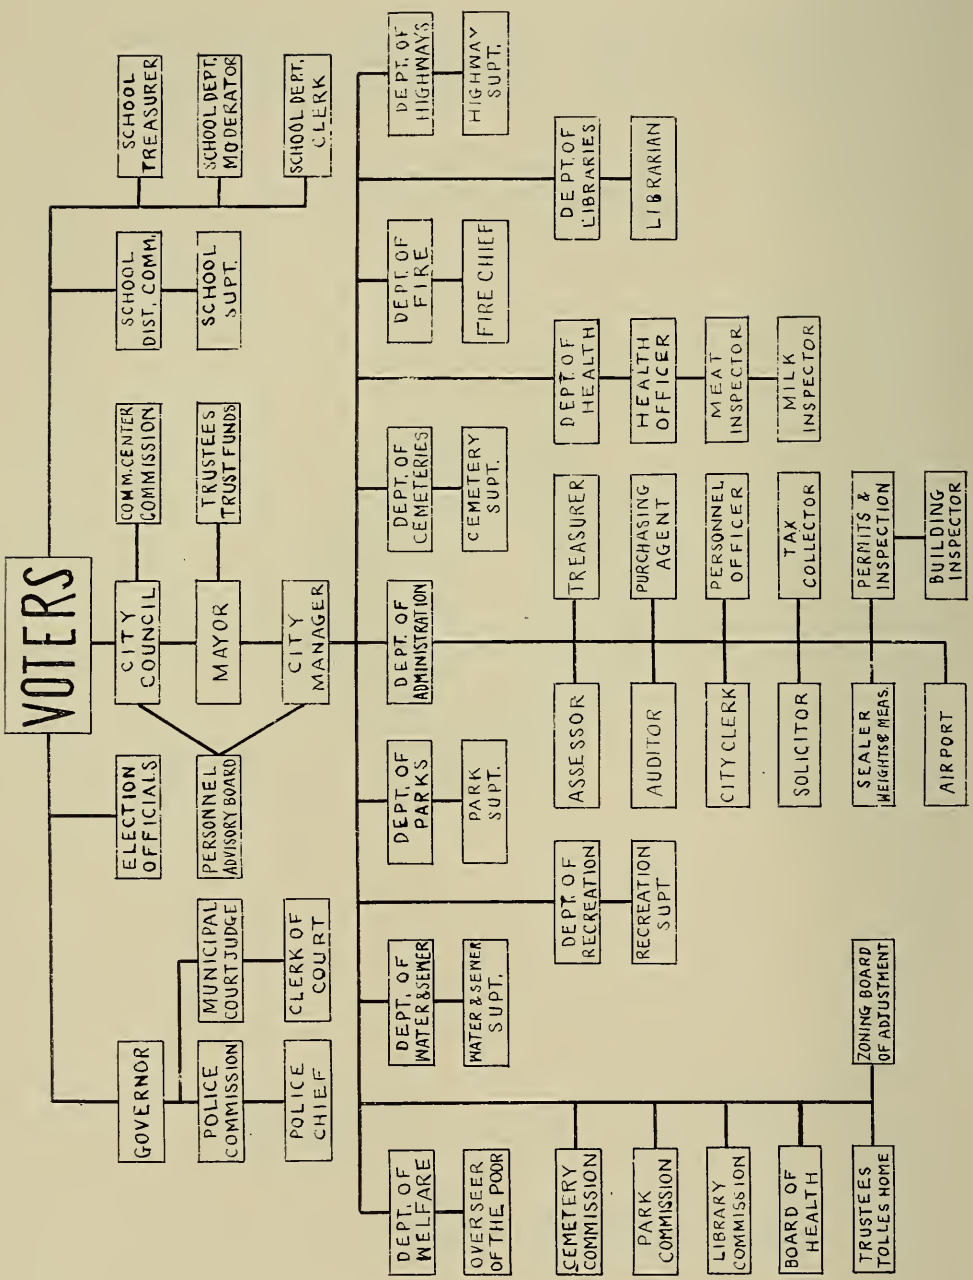 VOTERS
GOVERNOR
ELECTION
OFFICIALS
CITY
COUNCIL
COMM. CENTER
COMMISSION
SCHOOL
DIST. COMM.
SCHOOL
TREASURER
POLICE
COMMISSION
MUNICIPAL
COURT JUDGE
PERSONNEL
ADVISORY BOARD
MAYOR
TRUSTEES
TRUST FUNDS
SCHOOL
SUPT.
SCHOOL DEPT.
MODERATOR
POLICE
CHIEF
CLERK OF
COURT
CITY
MANAGER
SCHOOL DEPT.
CLERK
DEPT. OF
WELFARE
DEPT. OF
WATER & SEWER
DEPT. OF
PARKS
DEPT. OF
ADMINISTRATION
DEPT. OF
CEMETERIES
DEPT. OF
FIRE
DEPT. OF
HIGHWAYS
OVERSEER
OF THE POOR
WATER & SEWER
SUPT.
PARK
SUPT.
CEMETERY
SUPT.
FIRE CHIEF
HIGHWAY
SUPT.
CEMETERY
COMMISSION
DEPT. OF
RECREATION
ASSESSOR
TREASURER
DEPT. OF
HEALTH
DEPT. OF
LIBRARIES
PARK
COMMISSION
RECREATION
SUPT
AUDITOR
PURCHASING
AGENT
HEALTH
OFFICER
LIBRARIAN
LIBRARY
COMMISSION
CITY CLERK
PERSONNEL
OFFICER
MEAT
INSPECTOR
BOARD OF
HEALTH
SOLICITOR
TAX
COLLECTOR
MILK
INSPECTOR
TRUSTEES
TOLLES HOME
ZONING BOARD
OF ADJUSTMENT
SEALER
WEIGHTS & MEAS.
PERMITS &
INSPECTION
AIRPORT
BUILDING
INSPECTOR